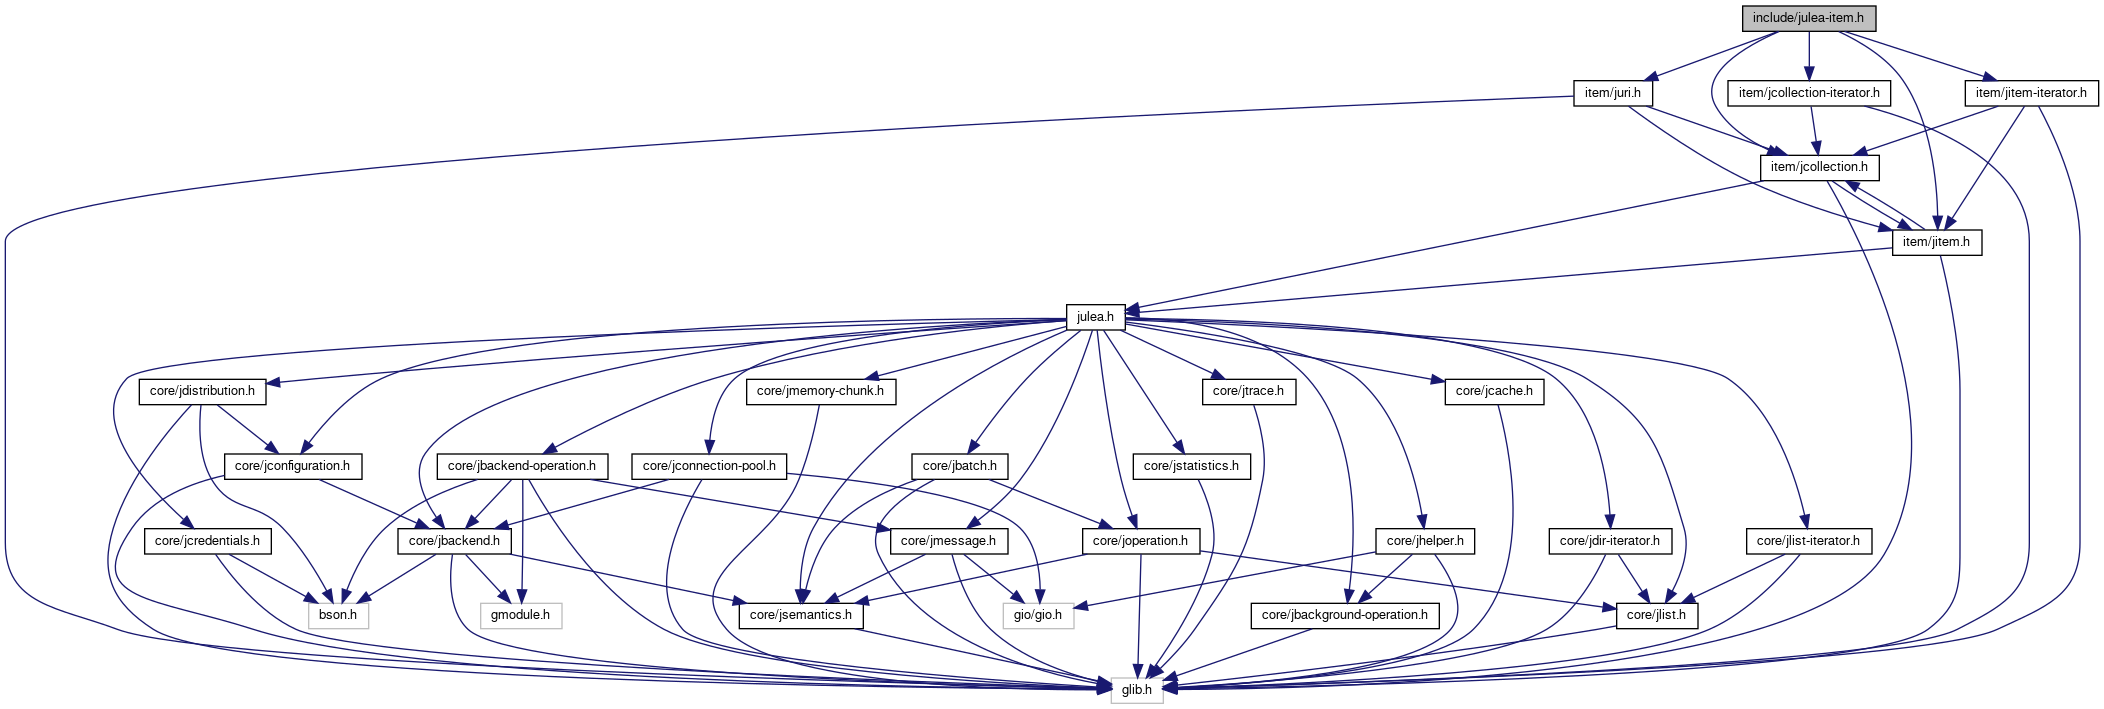 include/julea-item.h
item/juri.h
item/jcollection-iterator.h
item/jitem-iterator.h
item/jcollection.h
item/jitem.h
julea.h
core/jdistribution.h
core/jmemory-chunk.h
core/jtrace.h
core/jcache.h
core/jconfiguration.h
core/jbackend-operation.h
core/jconnection-pool.h
core/jbatch.h
core/jstatistics.h
core/jcredentials.h
core/jbackend.h
core/jmessage.h
core/joperation.h
core/jhelper.h
core/jdir-iterator.h
core/jlist-iterator.h
bson.h
gmodule.h
core/jsemantics.h
gio/gio.h
core/jbackground-operation.h
core/jlist.h
glib.h